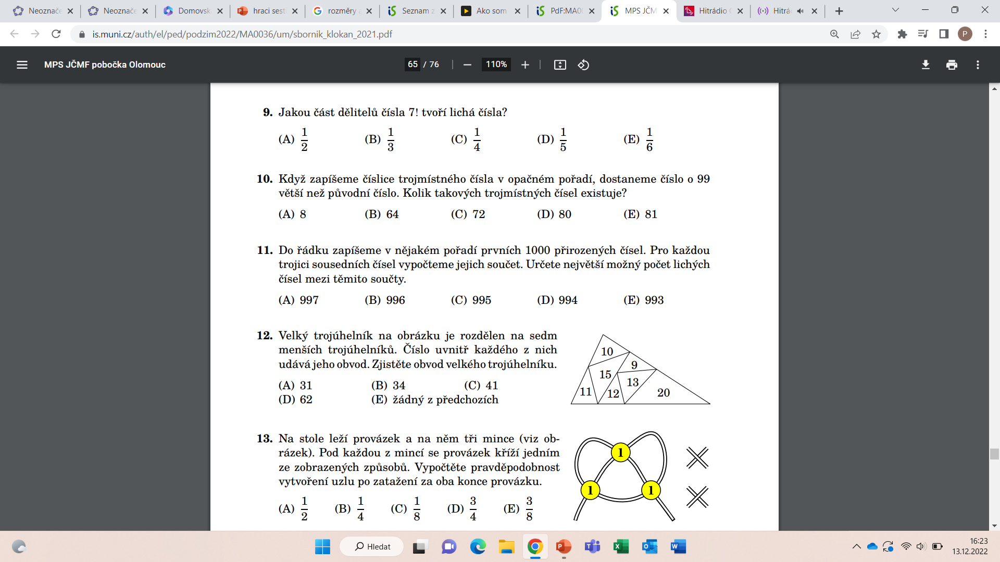 Neoznače
Neoznače
Domovsk
hraci sest
rozměry a
Seznam z
Ako som
PdF:MA00
MPS JČM
Hitrádio
Hitrá
is.muni.cz/auth/el/ped/podzim2022/MA0036/um/sbornik_klokan_2021.pdf
P
MPS JČMF pobočka Olomouc
65 / 76
110%
9. Jakou část dělitelů čísla 7! tvoří lichá čísla?
(A) 1/2 (B) 1/3 (C) 1/4 (D) 1/5 (E) 1/6
10. Když zapíšeme číslice trojmístného čísla v opačném pořadí, dostaneme číslo o 99
větší než původní číslo. Kolik takových trojmístných čísel existuje?
(A) 8 (B) 64 (C) 72 (D) 80 (E) 81
11. Do řádku zapíšeme v nějakém pořadí prvních 1000 přirozených čísel. Pro každou
trojici sousedních čísel vypočteme jejich součet. Určete největší možný počet lichých
čísel mezi těmito součty.
(A) 997 (B) 996 (C) 995 (D) 994 (E) 993
12. Velký trojúhelník na obrázku je rozdělen na sedm
menších trojúhelníků. Číslo uvnitř každého z nich
udává jeho obvod. Zjistěte obvod velkého trojúhelníku.
(A) 31 (B) 34 (C) 41
(D) 62 (E) žádný z předchozích
10
9
15
13
11
12
20
13. Na stole leží provázek a na něm tři mince (viz ob-
rázek). Pod každou z mincí se provázek kříží jedním
ze zobrazených způsobů. Vypočtěte pravděpodobnost
vytvoření uzlu po zatažení za oba konce provázku.
(A) 1/2 (B) 1/4 (C) 1/8 (D) 3/4 (E) 3/8
1
1
1
Hledat
16:23
13.12.2022